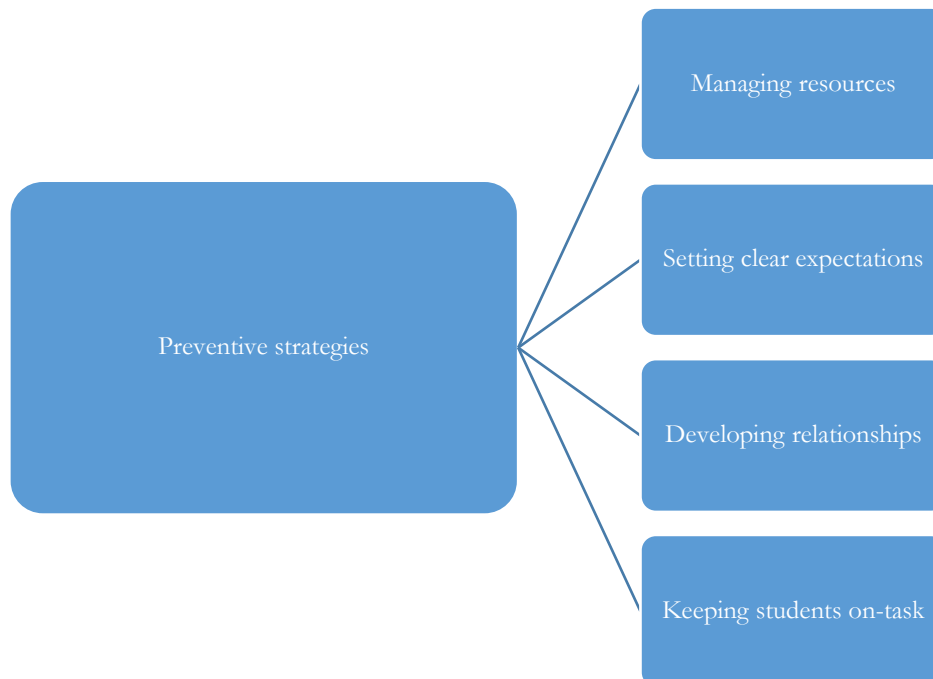 Managing resources
Setting clear expectations
Preventive strategies
Developing relationships
Keeping students on-task